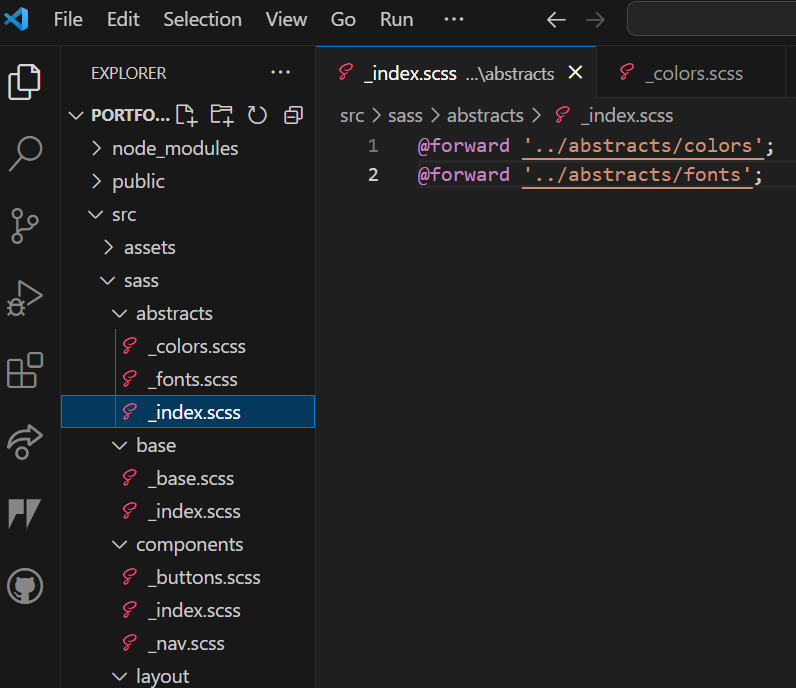 File Edit Selection View Go Run ...
EXPLORER ...
PORTFO...
node_modules
public
src
assets
sass
abstracts
_colors.scss
_fonts.scss
_index.scss
base
_base.scss
_index.scss
components
_buttons.scss
_index.scss
_nav.scss
layout
_index.scss ...\abstracts
_colors.scss
src > sass > abstracts > _index.scss
1 @forward '../abstracts/colors';
2 @forward '../abstracts/fonts';